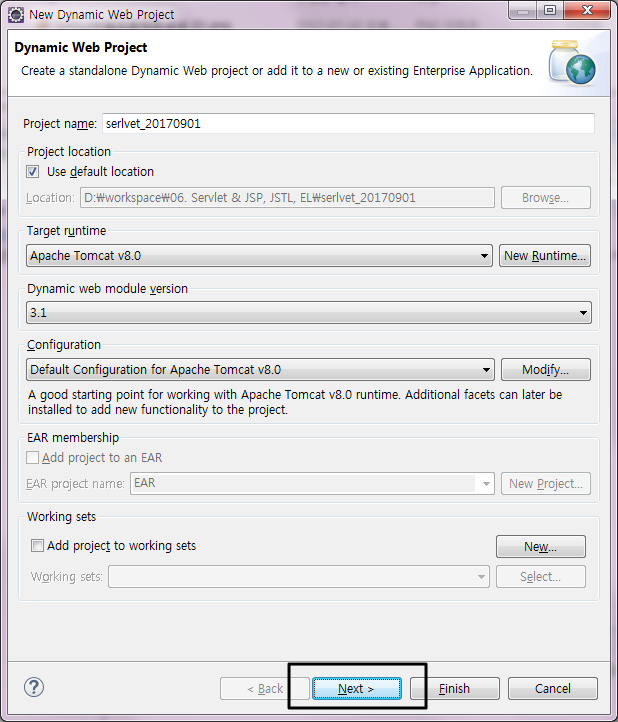 New Dynamic Web Project
Dynamic Web Project
Create a standalone Dynamic Web project or add it to a new or existing Enterprise Application.
Project name: serlvet_20170901
Project location
Use default location
Location: D:₩workspace₩06. Servlet & JSP, JSTL, EL₩serlvet_20170901 Browse...
Target runtime
Apache Tomcat v8.0 New Runtime...
Dynamic web module version
3.1
Configuration
Default Configuration for Apache Tomcat v8.0 Modify...
A good starting point for working with Apache Tomcat v8.0 runtime. Additional facets can later be
installed to add new functionality to the project.
EAR membership
Add project to an EAR
EAR project name: EAR New Project...
Working sets
Add project to working sets New...
Working sets: Select...
? < Back Next > Finish Cancel